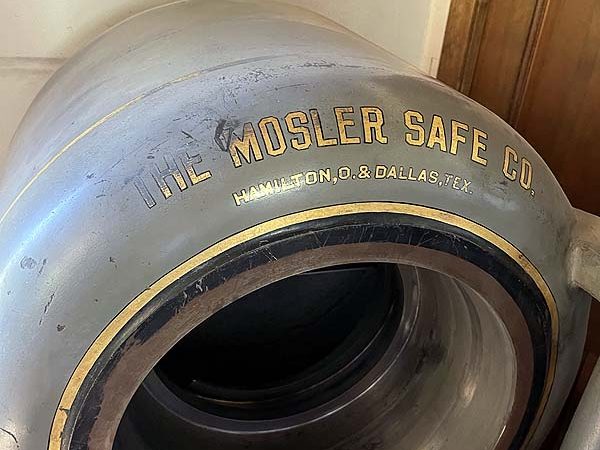 THE MOSLER SAFE CO.
HAMILTON, O. & DALLAS, TEX.